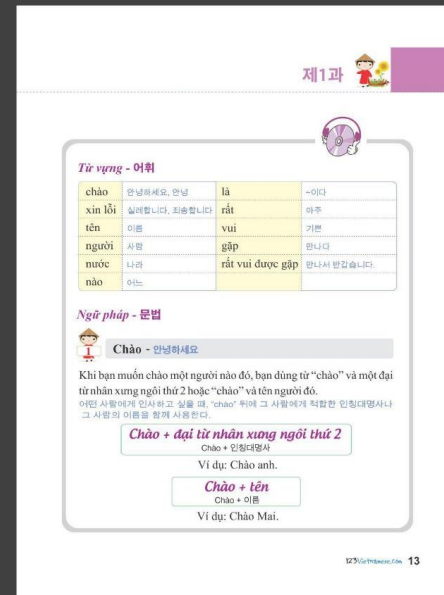 제1과
Từ vựng - 어휘
chào 안녕하세요, 안녕 là ~이다
xin lỗi 실례합니다, 죄송합니다 rất 아주
tên 이름 vui 기쁜
người 사람 gặp 만나다
nước 나라 rất vui được gặp 만나서 반갑습니다.
nào 어느
Ngữ pháp - 문법
1 Chào - 안녕하세요
Khi bạn muốn chào một người nào đó, bạn dùng từ “chào” và một đại
từ nhân xưng ngôi thứ 2 hoặc “chào” và tên người đó.
어떤 사람에게 인사하고 싶을 때, “chào” 뒤에 그 사람에게 적합한 인칭대명사나
그 사람의 이름을 함께 사용한다.
Chào + đại từ nhân xưng ngôi thứ 2
Chào + 인칭대명사
Ví dụ: Chào anh.
Chào + tên
Chào + 이름
Ví dụ: Chào Mai.
123Vietnamese.com 13